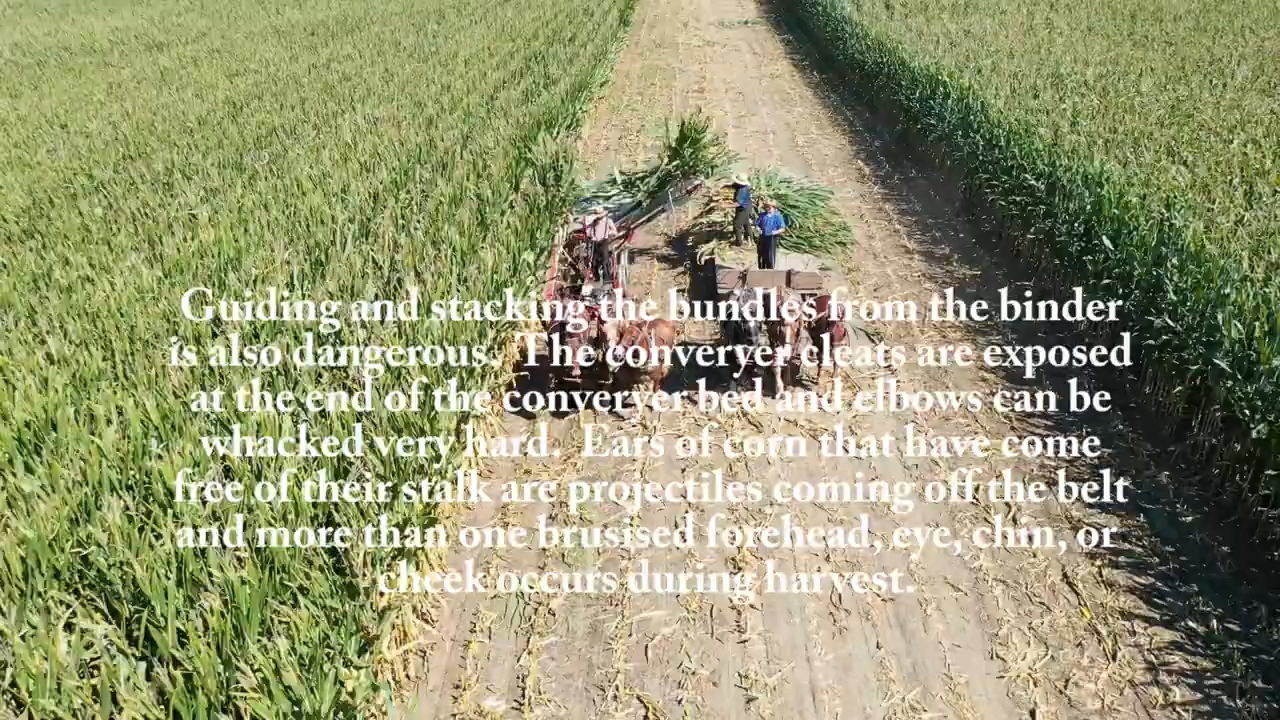 Guiding and stacking the bundles from the binder
is also dangerous.  The converyer cleats are exposed
at the end of the converyer bed and elbows can be
whacked very hard.  Ears of corn that have come
free of their stalk are projectiles coming off the belt
and more than one brusised forehead, eye, chin, or
cheek occurs during harvest.